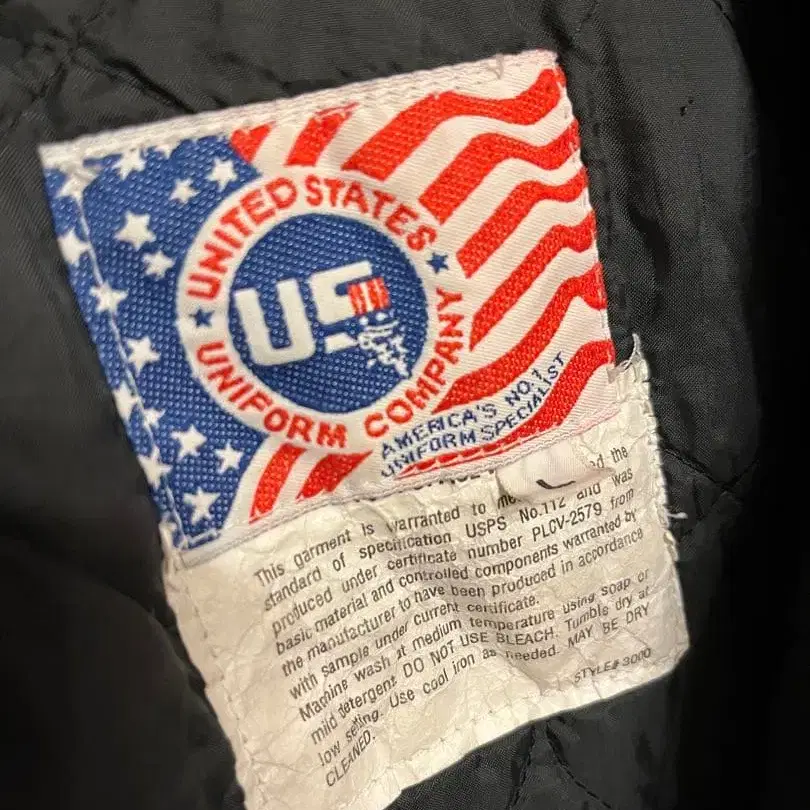 UNITED STATES
UNIFORM COMPANY
US
AMERICA'S NO.1
UNIFORM SPECIALIST
L
This garment is warranted to the
standard of specification USPS No.112 and was
produced under certificate number PLCV-2579 from
basic material and controlled components warranted by
the manufacturer to have been produced in accordance
with sample under current certificate.
Machine wash at medium temperature using soap or
mild detergent DO NOT USE BLEACH. Tumble dry at
low setting. Use cool iron as needed. MAY BE DRY
CLEANED.
STYLE# 3000